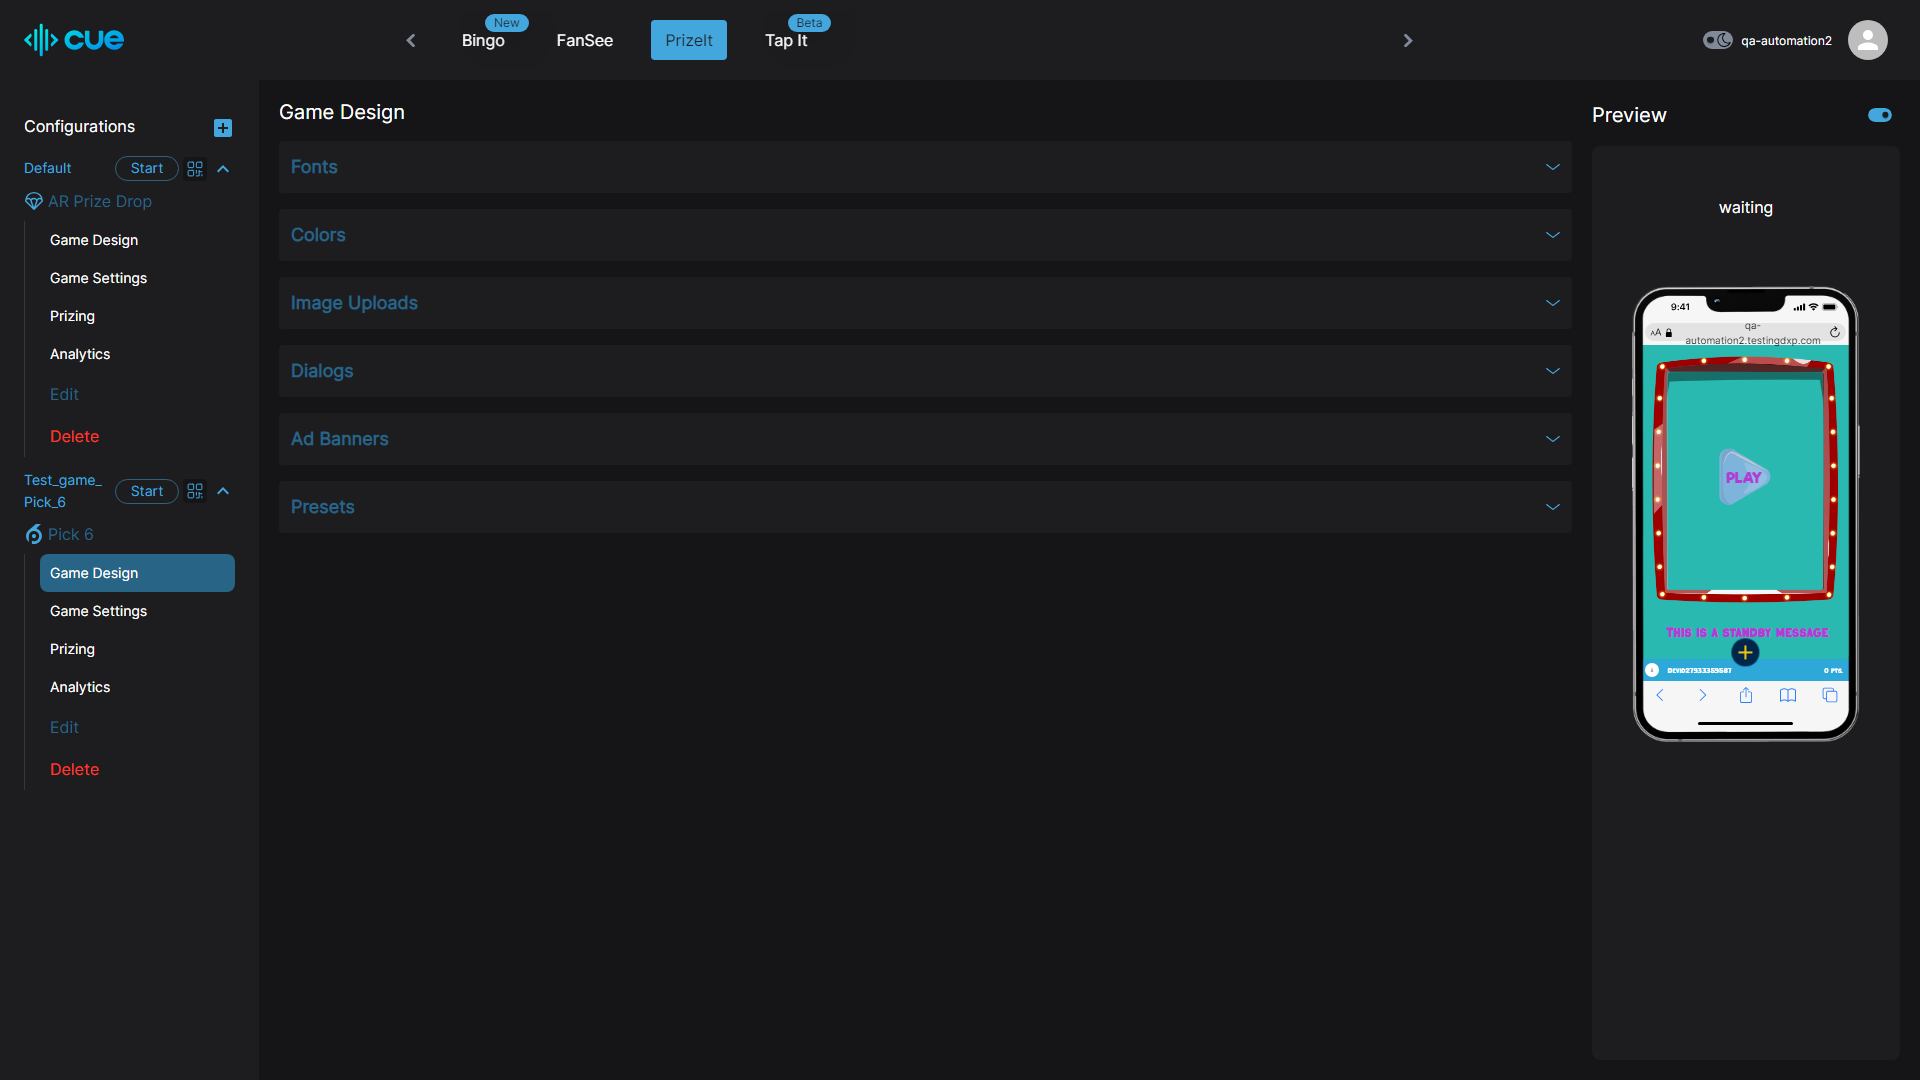 cue
New
Bingo
FanSee
PrizeIt
Beta
Tap It
qa-automation2
Configurations
Default
Start
AR Prize Drop
Game Design
Game Settings
Prizing
Analytics
Edit
Delete
Test_game_
Pick_6
Start
Pick 6
Game Design
Game Settings
Prizing
Analytics
Edit
Delete
Game Design
Fonts
Colors
Image Uploads
Dialogs
Ad Banners
Presets
Preview
waiting
9:41
AA
qa-
automation2.testingdxp.com
PLAY
THIS IS A STANDBY MESSAGE
0 PTS.